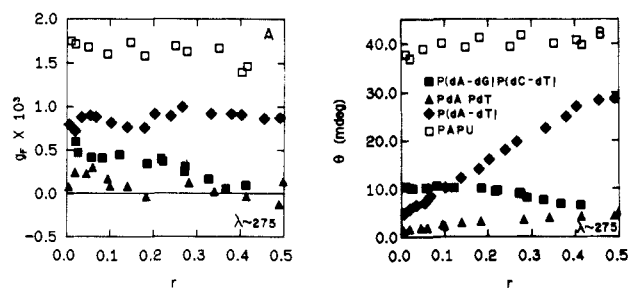 A
2.0
1.5
1.0
0.5
0.0
-0.5
g_F X 10³
0.0 0.1 0.2 0.3 0.4 0.5
r
λ~275
B
40.0
30.0
20.0
10.0
0.0
θ (mdeg)
■ P(dA-dG)P(dC-dT)
▲ PdA PdT
◆ P(dA-dT)
□ PAPU
0.0 0.1 0.2 0.3 0.4 0.5
r
λ~275